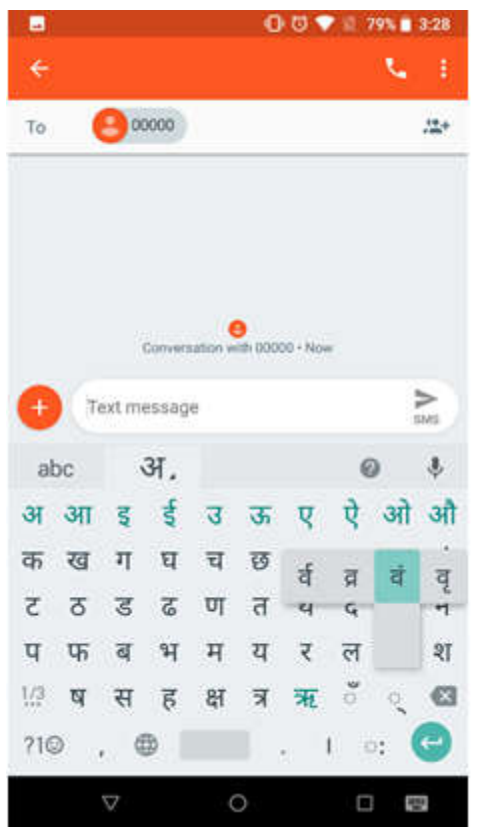 79% 3:28
To 00000
Conversation with 00000 • Now
Text message
SMS
abc अ.
अ आ इ ई उ ऊ ए ऐ ओ औ
क ख ग घ च छ
र्व व्र वं वृ
ट ठ ड ढ ण त थ द न
प फ ब भ म य र ल श
1/3 ष स ह क्ष त्र ऋ ँ ृ
?1☺ , . । ः